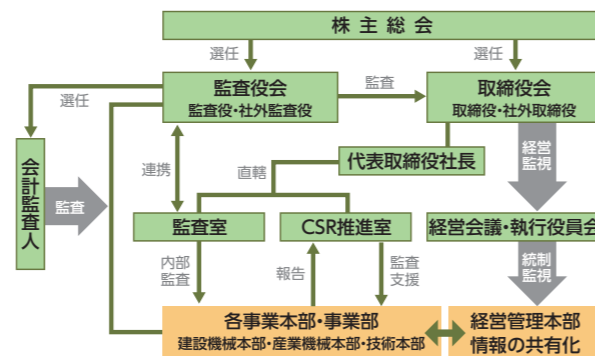 株主総会
選任
選任
監査役会
監査役・社外監査役
監査
取締役会
取締役・社外取締役
選任
会計監査人
監査
連携
直轄
代表取締役社長
経営
監視
監査室
CSR推進室
経営会議・執行役員会
内部
監査
報告
監査
支援
統制
監視
各事業本部・事業部
建設機械本部・産業機械本部・技術本部
経営管理本部
情報の共有化